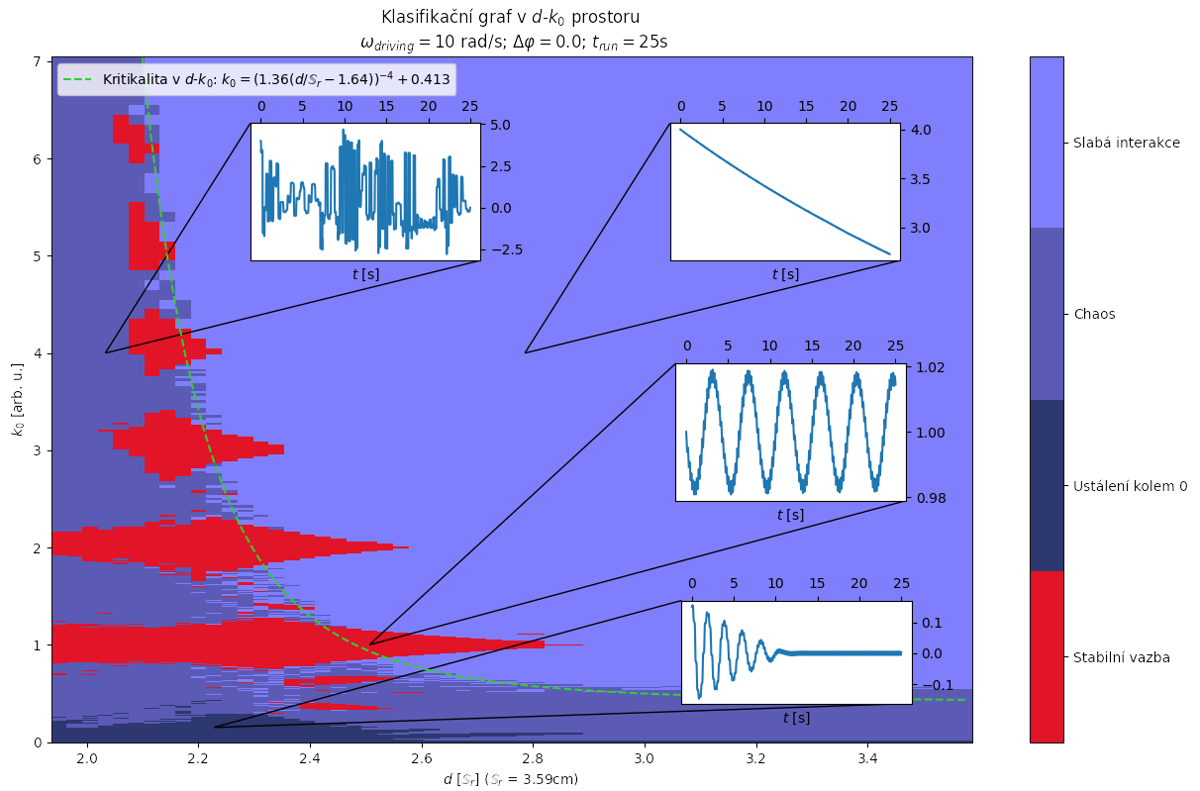 Klasifikační graf v d-k₀ prostoru
ω_driving = 10 rad/s; Δφ = 0.0; t_run = 25s
Kritikalita v d-k₀: k₀ = (1.36(d/𝕊ᵣ − 1.64))⁻⁴ + 0.413
7
6
5
4
3
2
1
0
k₀ [arb. u.]
2.0 2.2 2.4 2.6 2.8 3.0 3.2 3.4
d [𝕊ᵣ] (𝕊ᵣ = 3.59cm)
0 5 10 15 20 25
5.0
2.5
0.0
−2.5
t [s]
0 5 10 15 20 25
4.0
3.5
3.0
t [s]
0 5 10 15 20 25
1.02
1.00
0.98
t [s]
0 5 10 15 20 25
0.1
0.0
−0.1
t [s]
Slabá interakce
Chaos
Ustálení kolem 0
Stabilní vazba